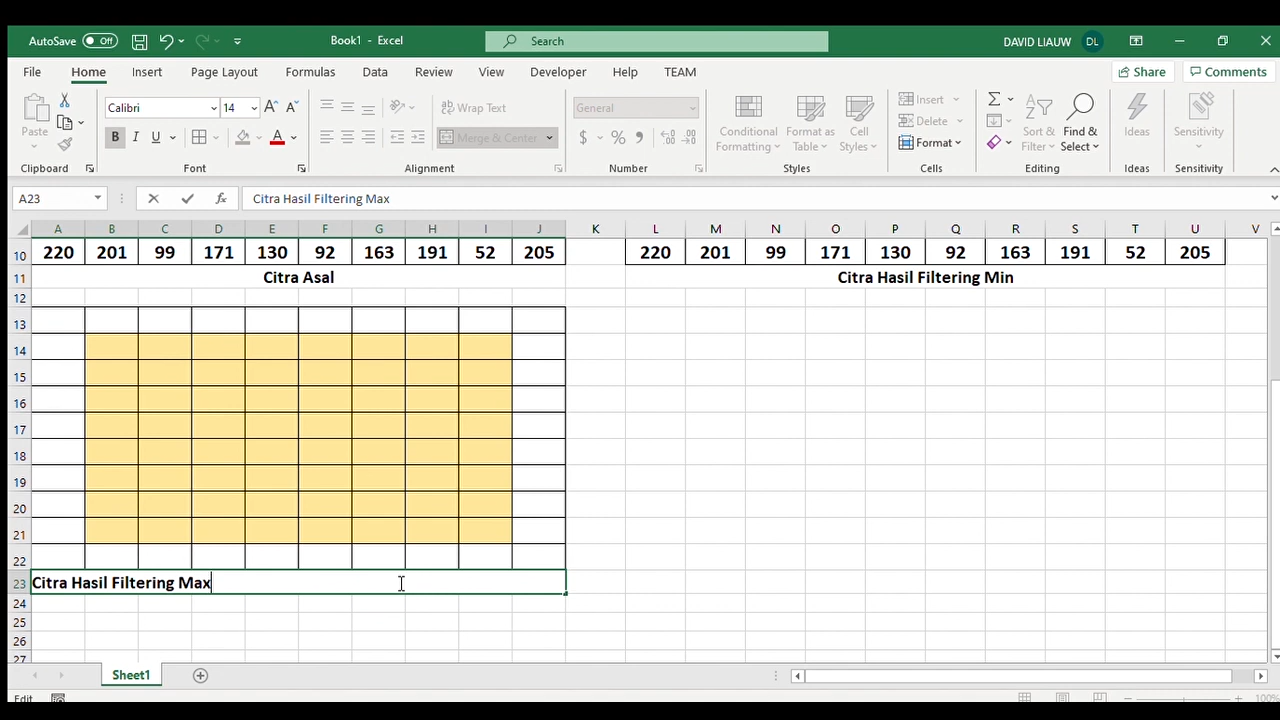 AutoSave Off Book1 - Excel Search DAVID LIAUW DL
File Home Insert Page Layout Formulas Data Review View Developer Help TEAM Share Comments
Paste Calibri 14 A A Wrap Text General Insert
B I U A Merge & Center $ % 9 Conditional Formatting Format as Table Cell Styles Delete Sort & Filter Find & Select Ideas Sensitivity
Format
Clipboard Font Alignment Number Styles Cells Editing Ideas Sensitivity
A23 fx Citra Hasil Filtering Max
A B C D E F G H I J K L M N O P Q R S T U V
10 220 201 99 171 130 92 163 191 52 205 220 201 99 171 130 92 163 191 52 205
11 Citra Asal Citra Hasil Filtering Min
12
13
14
15
16
17
18
19
20
21
22
23 Citra Hasil Filtering Max
24
25
26
27
Sheet1
Edit 100%